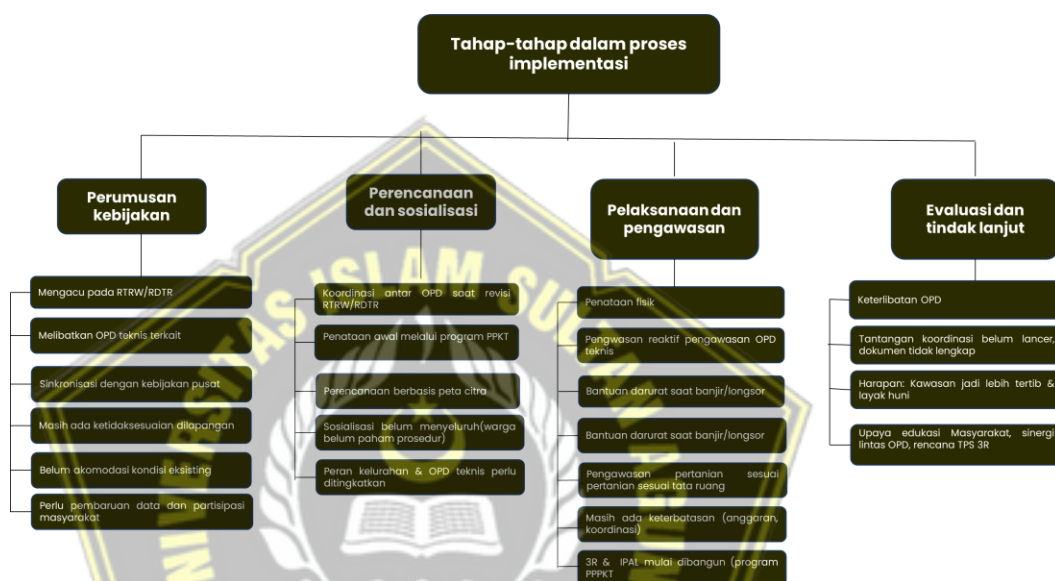 Tahap-tahap dalam proses
implementasi
Perumusan
kebijakan
Mengacu pada RTRW/RDTR
Melibatkan OPD teknis terkait
Sinkronisasi dengan kebijakan pusat
Masih ada ketidaksesuaian dilapangan
Belum akomodasi kondisi eksisting
Perlu pembaruan data dan partisipasi
masyarakat
Perencanaan
dan sosialisasi
Koordinasi antar OPD saat revisi
RTRW/RDTR
Penataan awal melalui program PPKT
Perencanaan berbasis peta citra
Sosialisasi belum menyeluruh(warga
belum paham prosedur)
Peran kelurahan & OPD teknis perlu
ditingkatkan
Pelaksanaan dan
pengawasan
Penataan fisik
Pengwasan reaktif pengawasan OPD
teknis
Bantuan darurat saat banjir/longsor
Bantuan darurat saat banjir/longsor
Pengawasan pertanian sesuai
pertanian sesuai tata ruang
Masih ada keterbatasan (anggaran,
koordinasi)
3R & IPAL mulai dibangun (program
PPPKT
Evaluasi dan
tindak lanjut
Keterlibatan OPD
Tantangan koordinasi belum lancer,
dokumen tidak lengkap
Harapan: Kawasan jadi lebih tertib &
layak huni
Upaya edukasi Masyarakat, sinergi
lintas OPD, rencana TPS 3R
UNIVERSITAS ISLAM SULTAN AGUNG